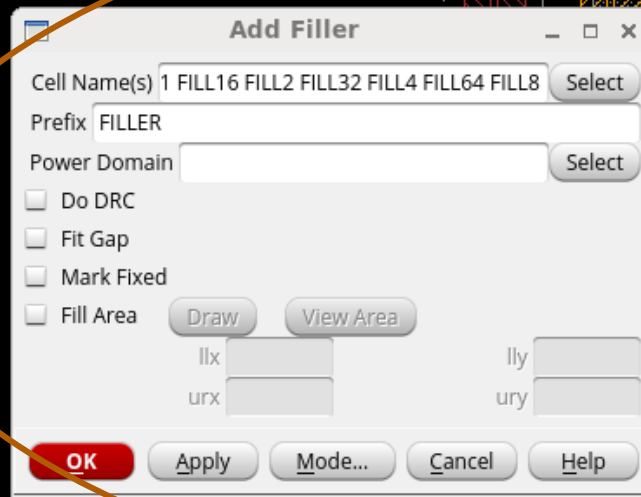 Add Filler
Cell Name(s) 1 FILL16 FILL2 FILL32 FILL4 FILL64 FILL8 Select
Prefix FILLER
Power Domain Select
Do DRC
Fit Gap
Mark Fixed
Fill Area Draw View Area
llx lly
urx ury
OK Apply Mode... Cancel Help